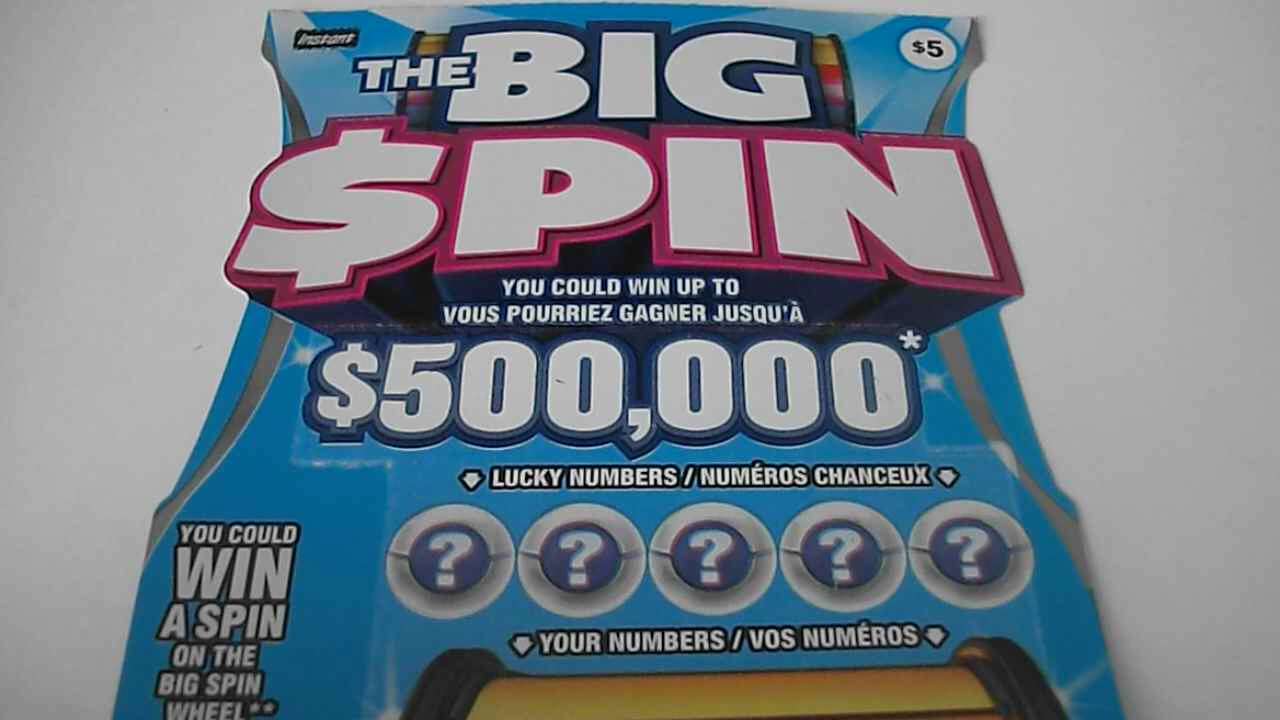 Instant
$5
THE BIG
$PIN
YOU COULD WIN UP TO
VOUS POURRIEZ GAGNER JUSQU'À
$500,000*
LUCKY NUMBERS / NUMÉROS CHANCEUX
? ? ? ? ?
YOUR NUMBERS / VOS NUMÉROS
YOU COULD
WIN
A SPIN
ON THE
BIG SPIN
WHEEL**